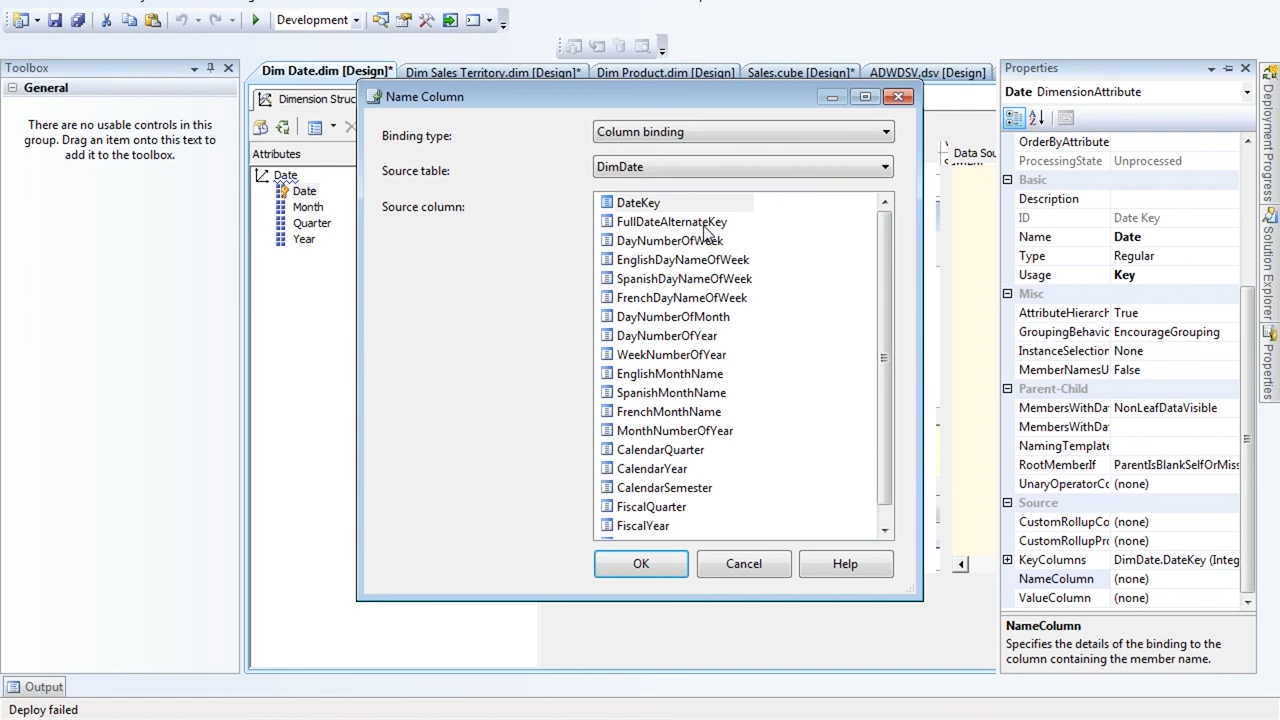 Development
Toolbox
General
There are no usable controls in this
group. Drag an item onto this text to
add it to the toolbox.
Dim Date.dim [Design]*
Dim Sales Territory.dim [Design]*
Dim Product.dim [Design]
Sales.cube [Design]*
ADWDSV.dsv [Design]
Dimension Struc
Attributes
Date
Date
Month
Quarter
Year
Data Sou
Name Column
Binding type:
Column binding
Source table:
DimDate
Source column:
DateKey
FullDateAlternateKey
DayNumberOfWeek
EnglishDayNameOfWeek
SpanishDayNameOfWeek
FrenchDayNameOfWeek
DayNumberOfMonth
DayNumberOfYear
WeekNumberOfYear
EnglishMonthName
SpanishMonthName
FrenchMonthName
MonthNumberOfYear
CalendarQuarter
CalendarYear
CalendarSemester
FiscalQuarter
FiscalYear
OK
Cancel
Help
Properties
Date DimensionAttribute
OrderByAttribute
ProcessingState Unprocessed
Basic
Description
ID Date Key
Name Date
Type Regular
Usage Key
Misc
AttributeHierarch True
GroupingBehavio EncourageGrouping
InstanceSelection None
MemberNamesU False
Parent-Child
MembersWithDa NonLeafDataVisible
MembersWithDa
NamingTemplate
RootMemberIf ParentIsBlankSelfOrMiss
UnaryOperatorCo (none)
Source
CustomRollupCo (none)
CustomRollupPro (none)
KeyColumns DimDate.DateKey (Integ
NameColumn (none)
ValueColumn (none)
NameColumn
Specifies the details of the binding to the
column containing the member name.
Deployment Progress
Solution Explorer
Properties
Output
Deploy failed